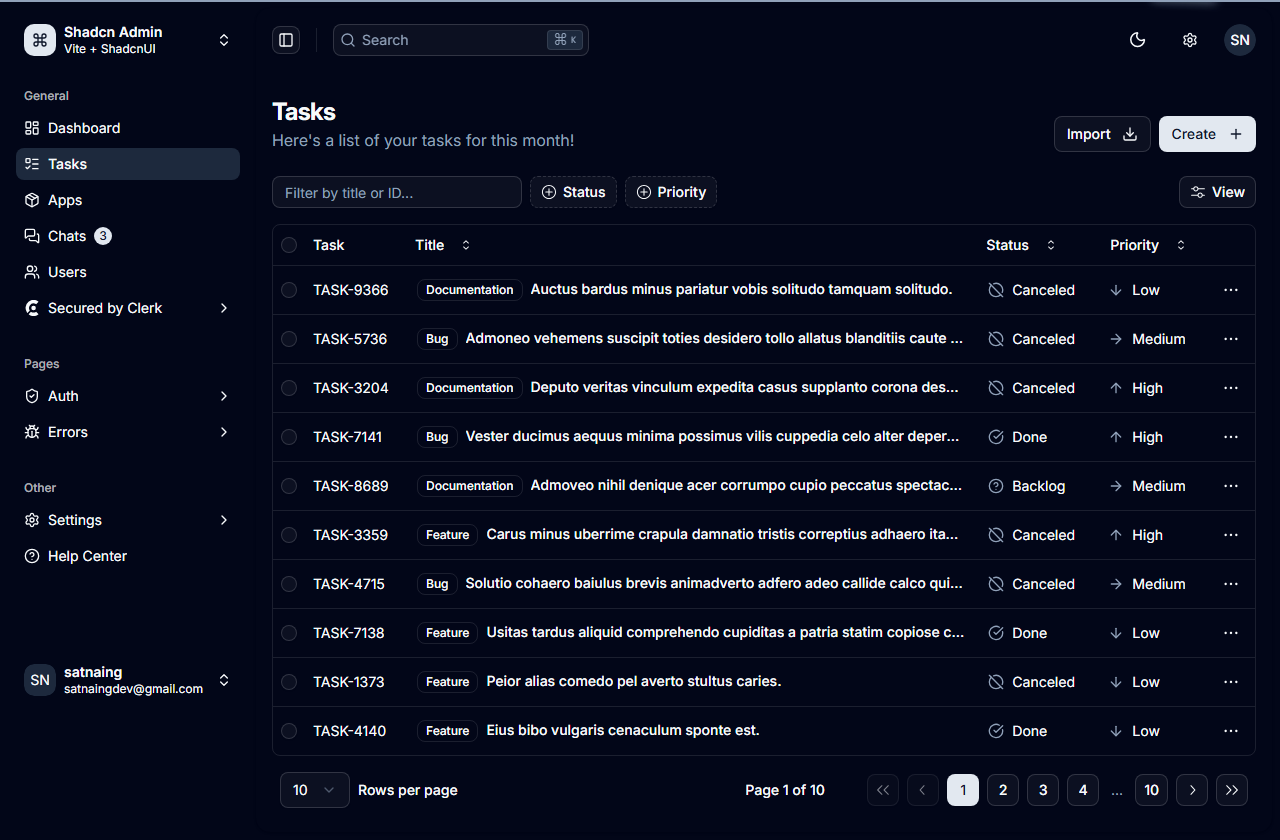 Shadcn Admin
Vite + ShadcnUI
Search
⌘ K
SN
General
Dashboard
Tasks
Apps
Chats 3
Users
Secured by Clerk
Pages
Auth
Errors
Other
Settings
Help Center
SN
satnaing
satnaingdev@gmail.com
Tasks
Here's a list of your tasks for this month!
Import
Create
Filter by title or ID...
Status
Priority
View
Task Title Status Priority
TASK-9366 Documentation Auctus bardus minus pariatur vobis solitudo tamquam solitudo. Canceled Low
TASK-5736 Bug Admoneo vehemens suscipit toties desidero tollo allatus blanditiis caute ... Canceled Medium
TASK-3204 Documentation Deputo veritas vinculum expedita casus supplanto corona des... Canceled High
TASK-7141 Bug Vester ducimus aequus minima possimus vilis cuppedia celo alter deper... Done High
TASK-8689 Documentation Admoveo nihil denique acer corrumpo cupio peccatus spectac... Backlog Medium
TASK-3359 Feature Carus minus uberrime crapula damnatio tristis correptius adhaero ita... Canceled High
TASK-4715 Bug Solutio cohaero baiulus brevis animadverto adfero adeo callide calco qui... Canceled Medium
TASK-7138 Feature Usitas tardus aliquid comprehendo cupiditas a patria statim copiose c... Done Low
TASK-1373 Feature Peior alias comedo pel averto stultus caries. Canceled Low
TASK-4140 Feature Eius bibo vulgaris cenaculum sponte est. Done Low
10 Rows per page
Page 1 of 10
1 2 3 4 ... 10